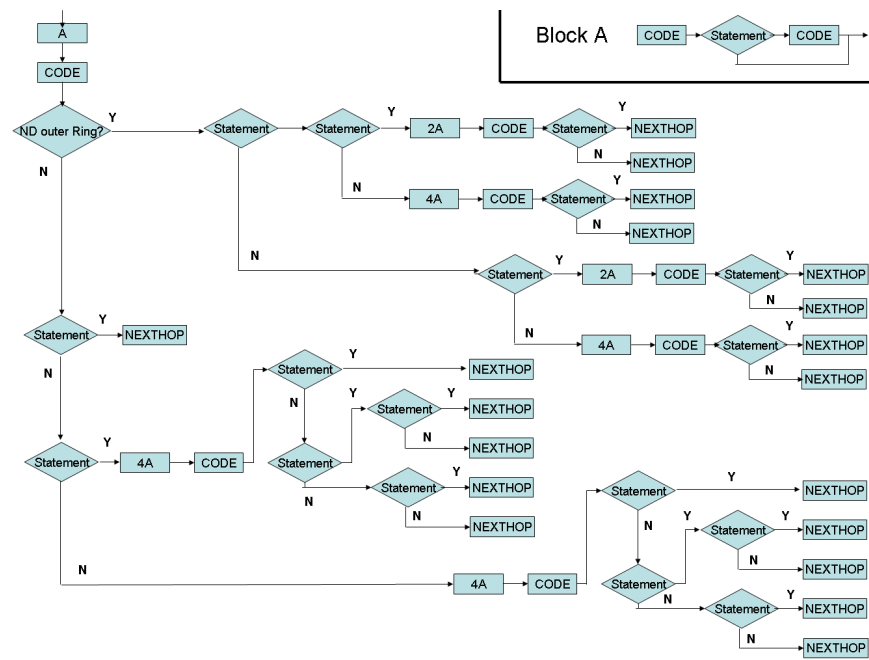 Block A
CODE
Statement
CODE
A
CODE
ND outer Ring?
Y
N
Statement
Statement
Y
2A
CODE
Statement
Y
NEXTHOP
N
NEXTHOP
N
4A
CODE
Statement
Y
NEXTHOP
N
NEXTHOP
N
Statement
Y
2A
CODE
Statement
Y
NEXTHOP
N
NEXTHOP
N
4A
CODE
Statement
Y
NEXTHOP
N
NEXTHOP
Statement
Y
NEXTHOP
N
Statement
Y
4A
CODE
Statement
Y
NEXTHOP
N
Statement
Y
Statement
Y
NEXTHOP
N
NEXTHOP
N
Statement
Y
NEXTHOP
N
NEXTHOP
N
4A
CODE
Statement
Y
NEXTHOP
N
Statement
Y
Statement
Y
NEXTHOP
N
NEXTHOP
N
Statement
Y
NEXTHOP
N
NEXTHOP